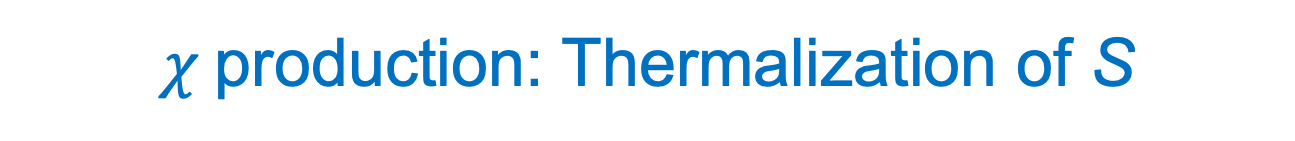 χ production: Thermalization of S